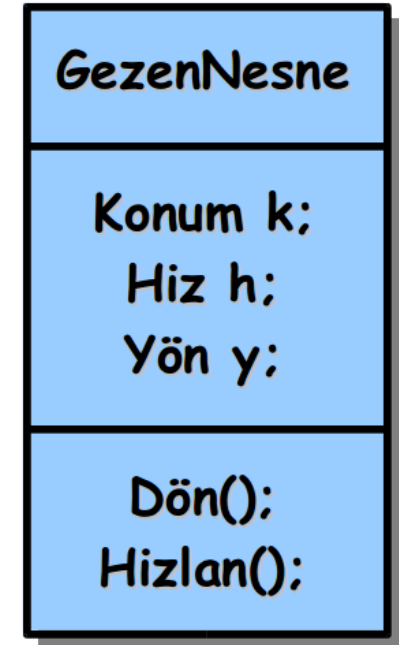 GezenNesne
Konum k;
Hiz h;
Yön y;
Dön();
Hizlan();